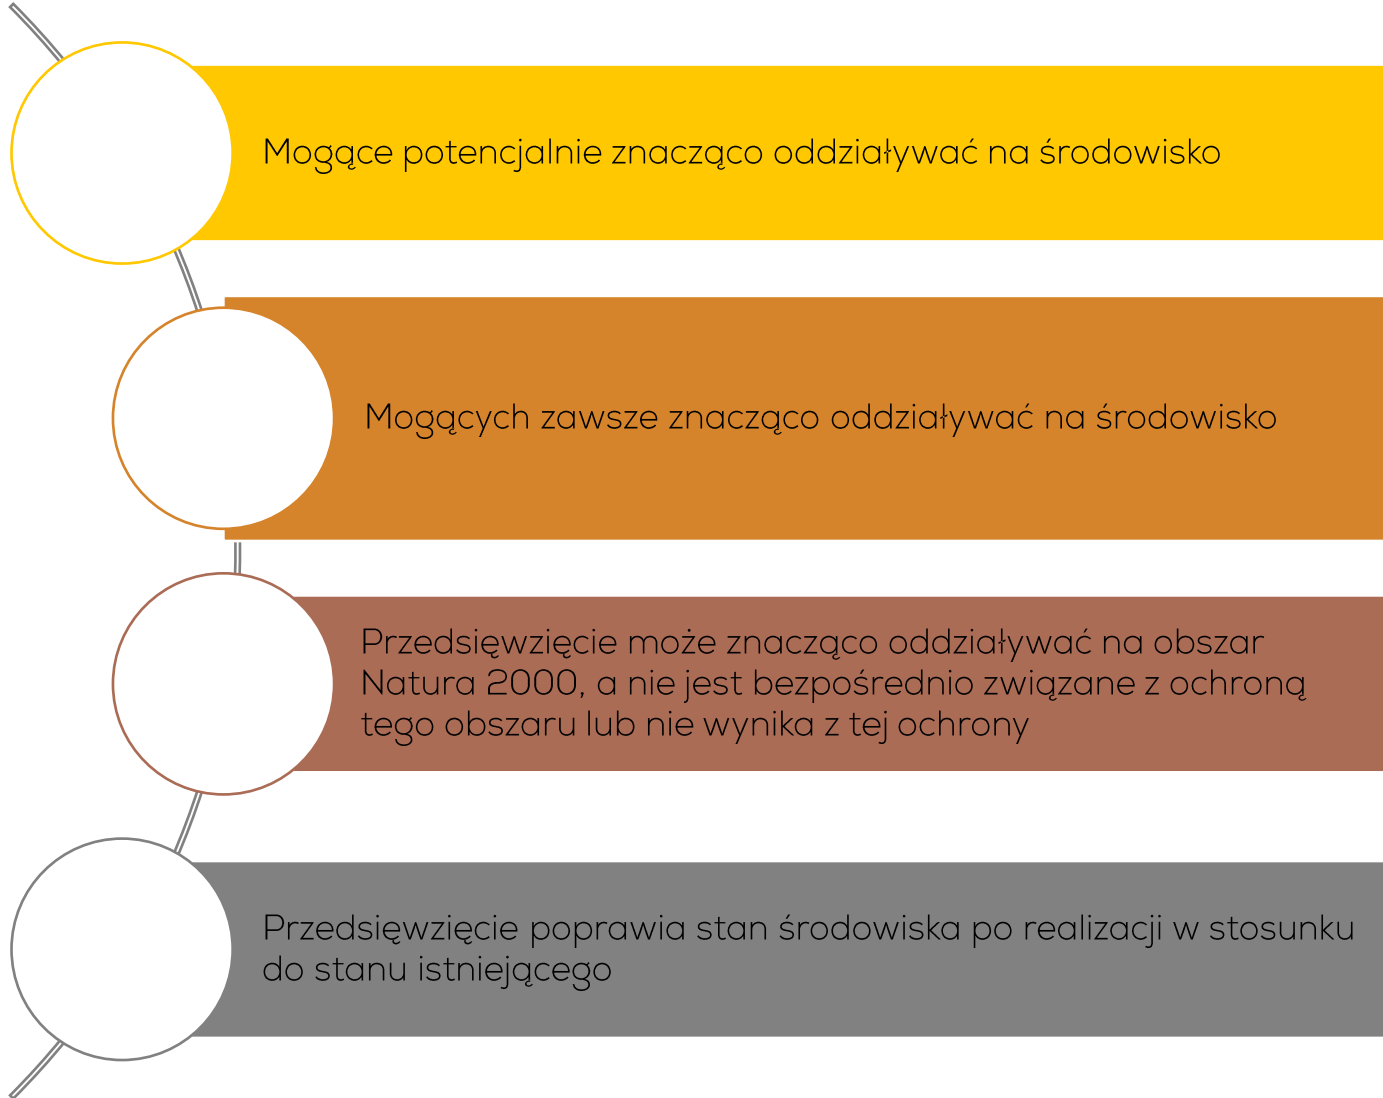 Mogące potencjalnie znacząco oddziaływać na środowisko
Mogących zawsze znacząco oddziaływać na środowisko
Przedsięwzięcie może znacząco oddziaływać na obszar
Natura 2000, a nie jest bezpośrednio związane z ochroną
tego obszaru lub nie wynika z tej ochrony
Przedsięwzięcie poprawia stan środowiska po realizacji w stosunku
do stanu istniejącego